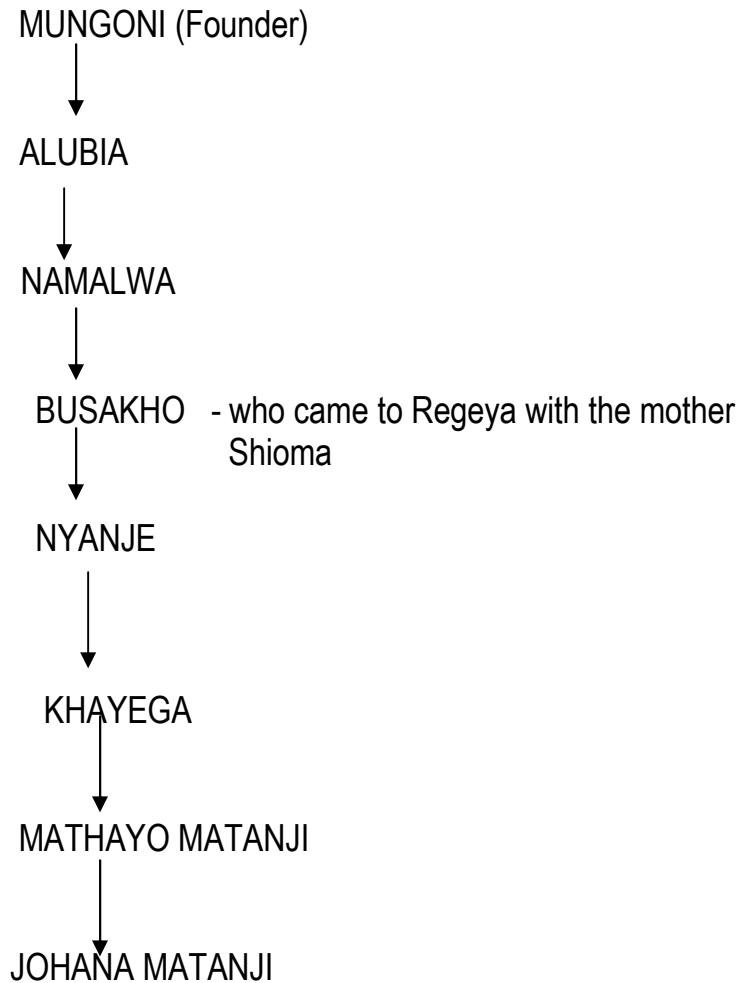 MUNGONI (Founder)
ALUBIA
NAMALWA
BUSAKHO - who came to Regeya with the mother
Shioma
NYANJE
KHAYEGA
MATHAYO MATANJI
JOHANA MATANJI